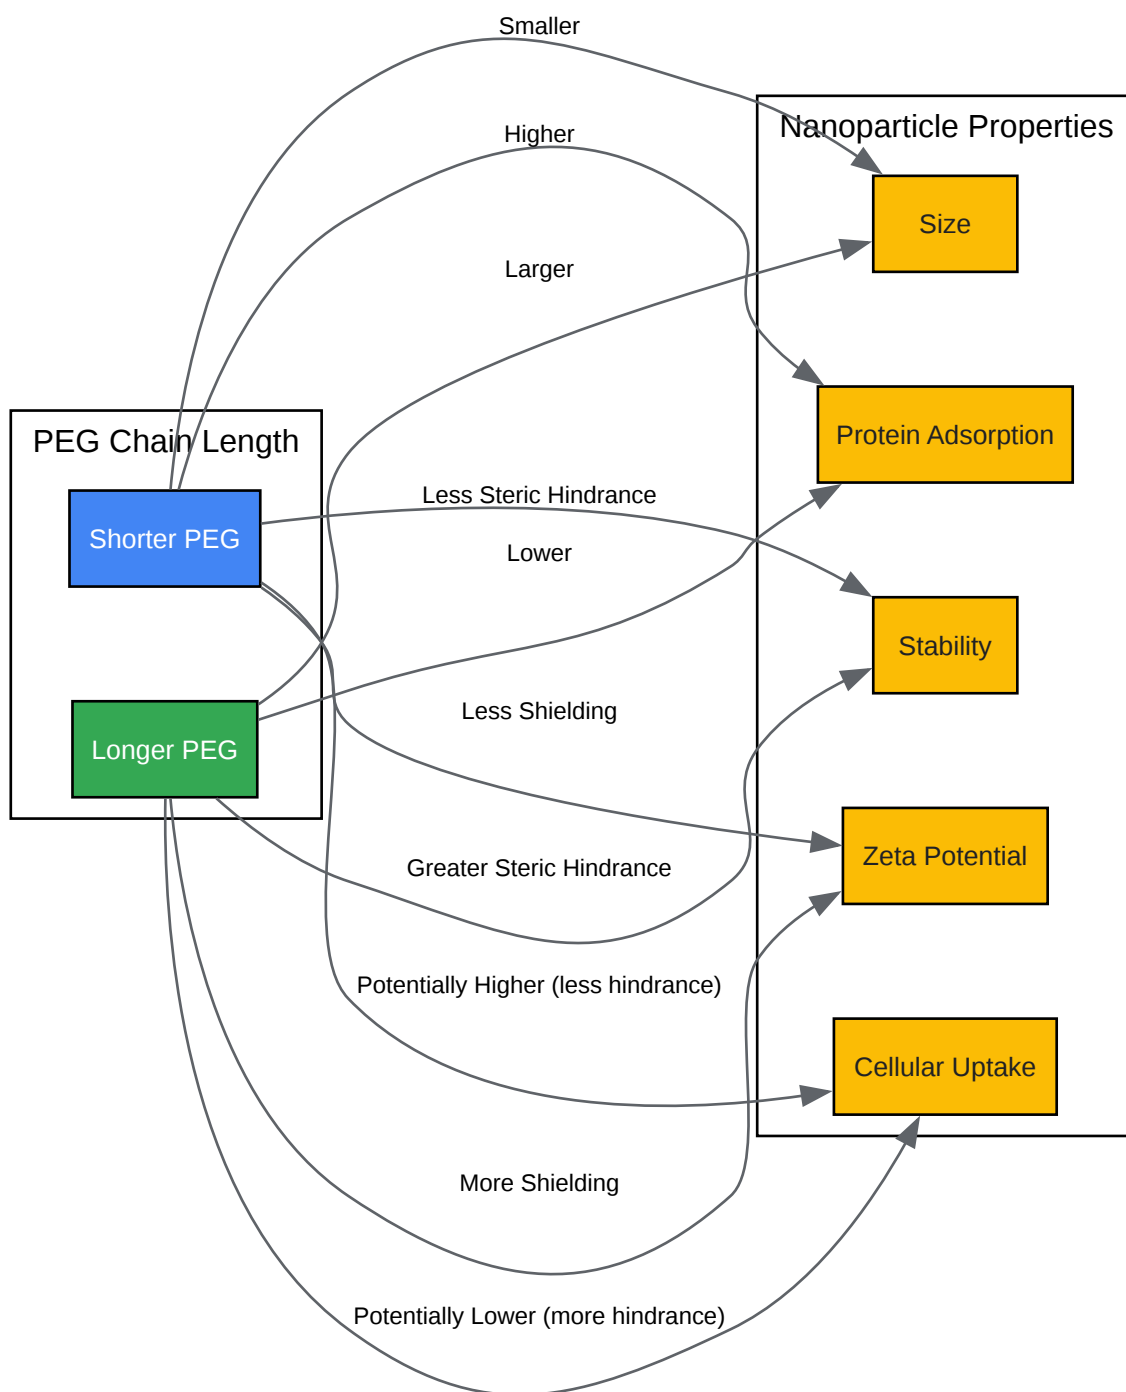 Smaller
Nanoparticle Properties
Higher
Size
Larger
PEG Chain Length
Protein Adsorption
Less Steric Hindrance
Shorter PEG
Lower
Stability
Less Shielding
Longer PEG
Zeta Potential
Greater Steric Hindrance
Potentially Higher (less hindrance)
Cellular Uptake
More Shielding
Potentially Lower (more hindrance)